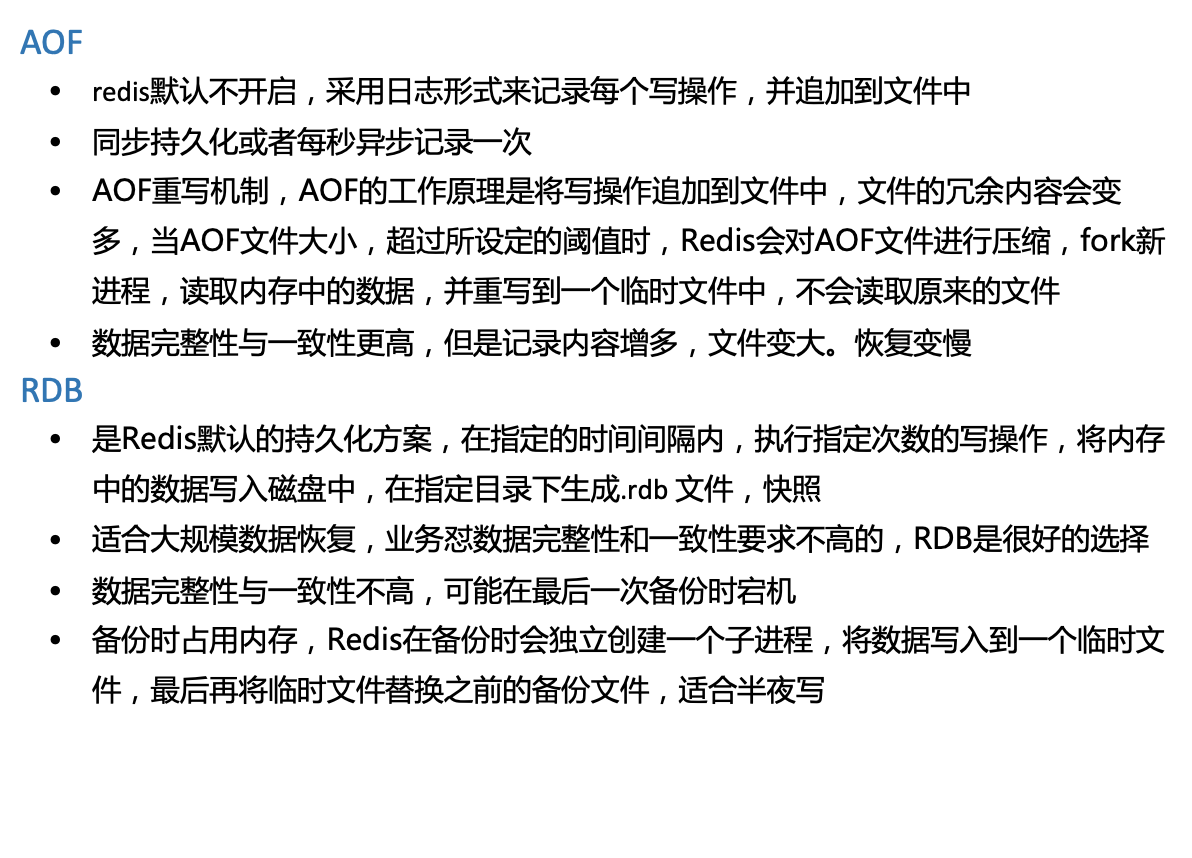 AOF
• redis默认不开启，采用日志形式来记录每个写操作，并追加到文件中
• 同步持久化或者每秒异步记录一次
• AOF重写机制，AOF的工作原理是将写操作追加到文件中，文件的冗余内容会变
多，当AOF文件大小，超过所设定的阈值时，Redis会对AOF文件进行压缩，fork新
进程，读取内存中的数据，并重写到一个临时文件中，不会读取原来的文件
• 数据完整性与一致性更高，但是记录内容增多，文件变大。恢复变慢
RDB
• 是Redis默认的持久化方案，在指定的时间间隔内，执行指定次数的写操作，将内存
中的数据写入磁盘中，在指定目录下生成.rdb 文件，快照
• 适合大规模数据恢复，业务怼数据完整性和一致性要求不高的，RDB是很好的选择
• 数据完整性与一致性不高，可能在最后一次备份时宕机
• 备份时占用内存，Redis在备份时会独立创建一个子进程，将数据写入到一个临时文
件，最后再将临时文件替换之前的备份文件，适合半夜写